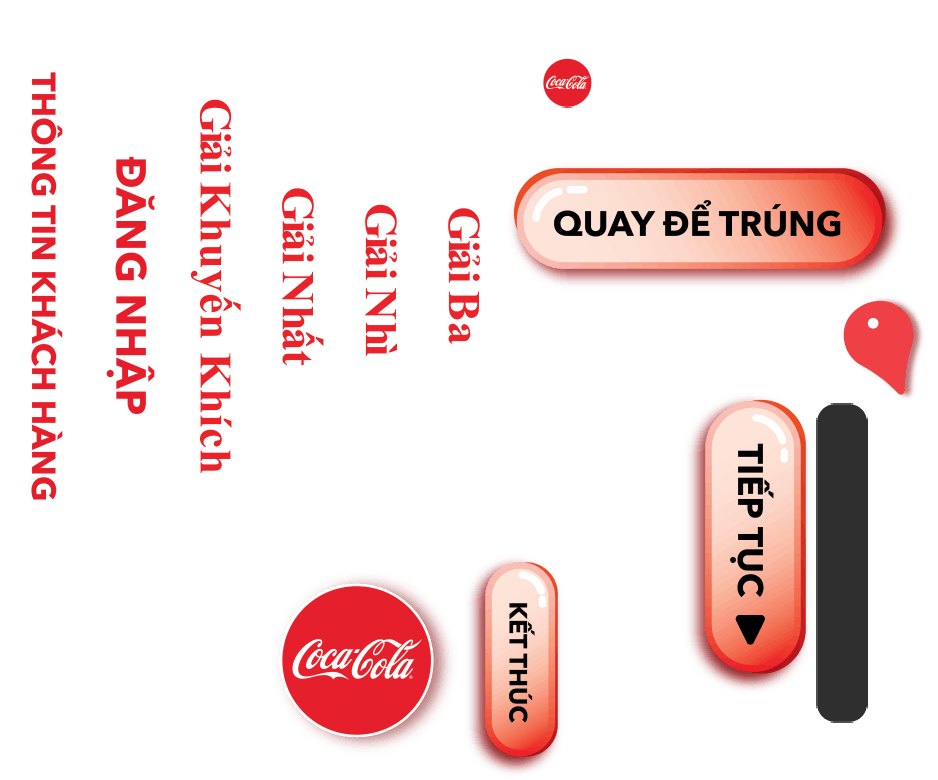 THÔNG TIN KHÁCH HÀNG
ĐĂNG NHẬP
Giải Khuyến Khích
Giải Nhất
Giải Nhì
Giải Ba
Coca-Cola
QUAY ĐỂ TRÚNG
TIẾP TỤC
KẾT THÚC
Coca-Cola